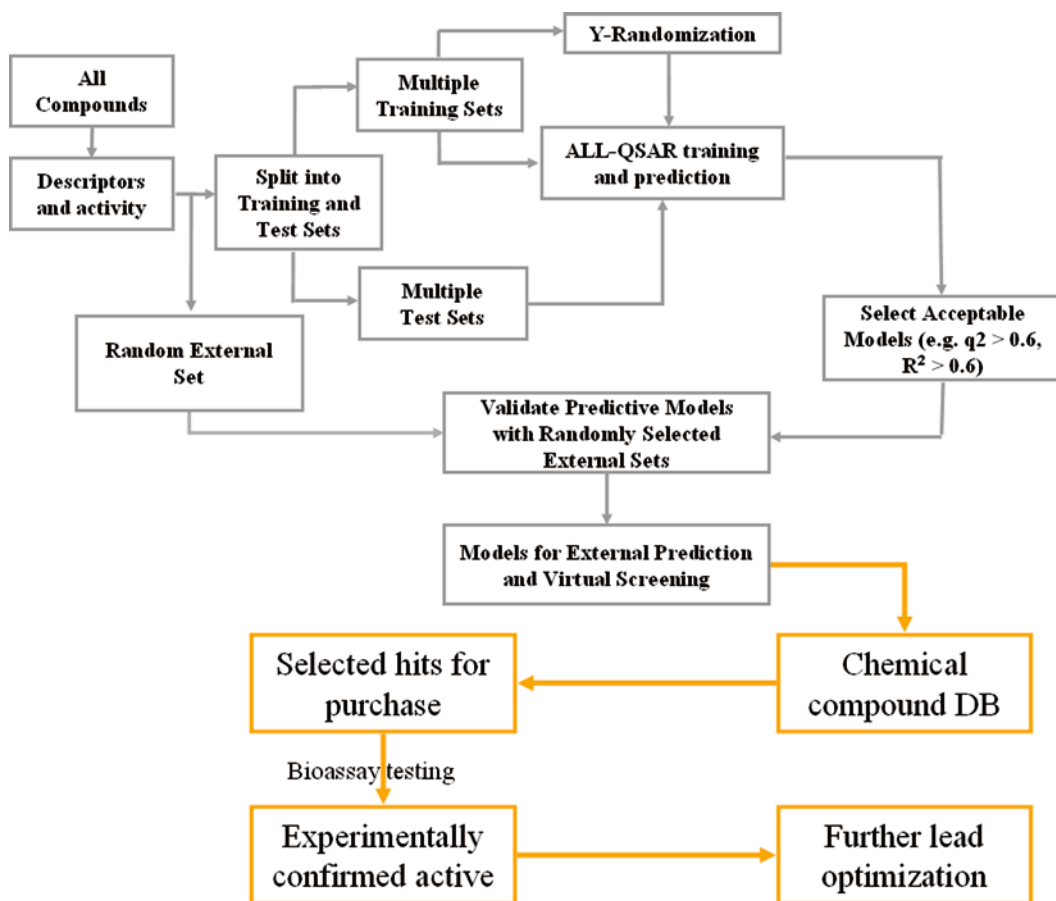 Y-Randomization
All
Compounds
Multiple
Training Sets
ALL-QSAR training
and prediction
Descriptors
and activity
Split into
Training and
Test Sets
Multiple
Test Sets
Random External
Set
Select Acceptable
Models (e.g. q2 > 0.6,
R² > 0.6)
Validate Predictive Models
with Randomly Selected
External Sets
Models for External Prediction
and Virtual Screening
Selected hits for
purchase
Chemical
compound DB
Bioassay testing
Experimentally
confirmed active
Further lead
optimization